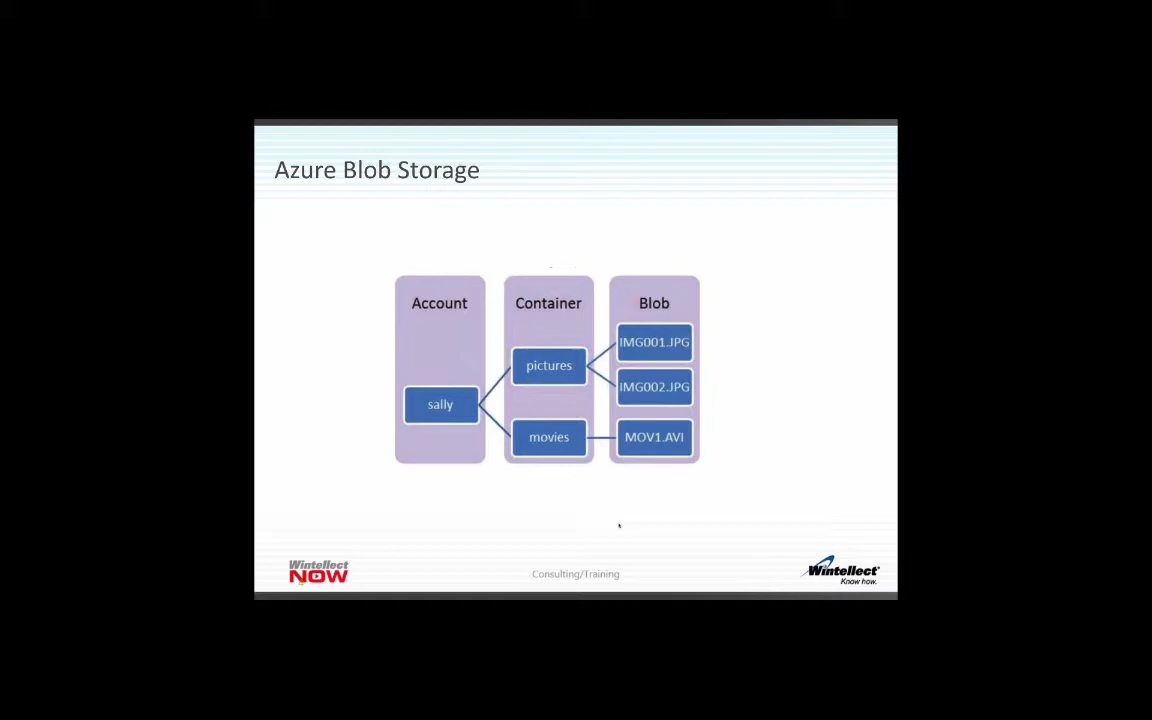 Azure Blob Storage
Account
Container
Blob
sally
pictures
movies
IMG001.JPG
IMG002.JPG
MOV1.AVI
Wintellect
NOW
Consulting/Training
Wintellect
Know how.